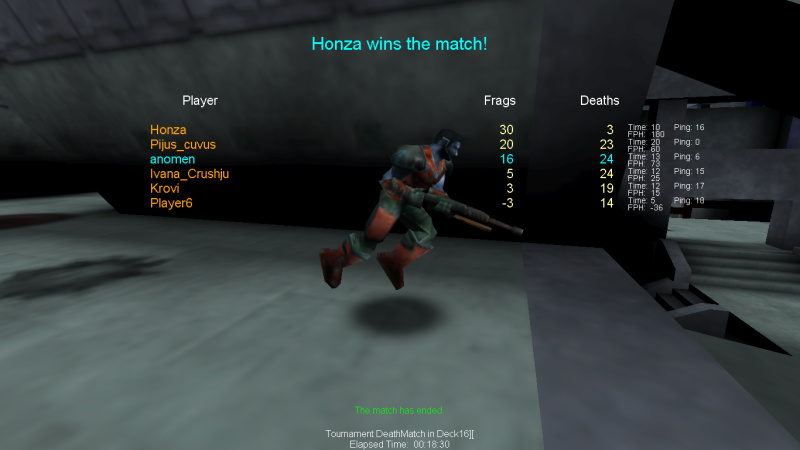 Honza wins the match!
Player Frags Deaths
Honza 30 3 Time: 10 Ping: 16
FPH: 180
Pijus_cuvus 20 23 Time: 20 Ping: 0
FPH: 60
anomen 16 24 Time: 13 Ping: 6
FPH: 73
Ivana_Crushju 5 24 Time: 12 Ping: 15
FPH: 25
Krovi 3 19 Time: 12 Ping: 17
FPH: 15
Player6 -3 14 Time: 5 Ping: 18
FPH: -36
The match has ended.
Tournament DeathMatch in Deck16][
Elapsed Time: 00:18:30